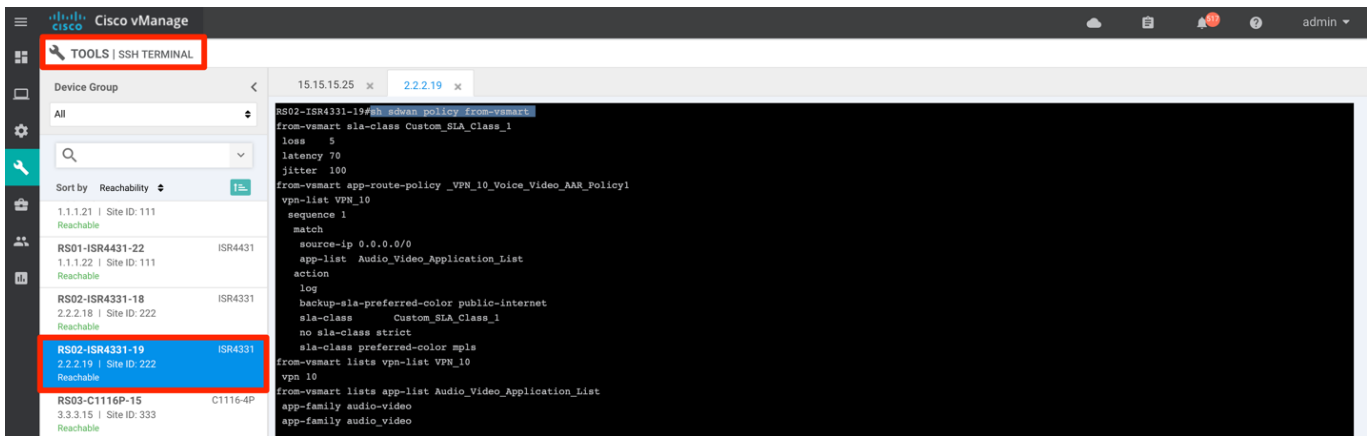 cisco Cisco vManage
517
admin
TOOLS | SSH TERMINAL
Device Group
All
Sort by Reachability
1.1.1.21 | Site ID: 111
Reachable
RS01-ISR4431-22 ISR4431
1.1.1.22 | Site ID: 111
Reachable
RS02-ISR4331-18 ISR4331
2.2.2.18 | Site ID: 222
Reachable
RS02-ISR4331-19 ISR4331
2.2.2.19 | Site ID: 222
Reachable
RS03-C1116P-15 C1116-4P
3.3.3.15 | Site ID: 333
Reachable
15.15.15.25 x 2.2.2.19 x
RS02-ISR4331-19#sh sdwan policy from-vsmart
from-vsmart sla-class Custom_SLA_Class_1
loss 5
latency 70
jitter 100
from-vsmart app-route-policy _VPN_10_Voice_Video_AAR_Policy1
vpn-list VPN_10
sequence 1
match
source-ip 0.0.0.0/0
app-list Audio_Video_Application_List
action
log
backup-sla-preferred-color public-internet
sla-class Custom_SLA_Class_1
no sla-class strict
sla-class preferred-color mpls
from-vsmart lists vpn-list VPN_10
vpn 10
from-vsmart lists app-list Audio_Video_Application_List
app-family audio-video
app-family audio_video